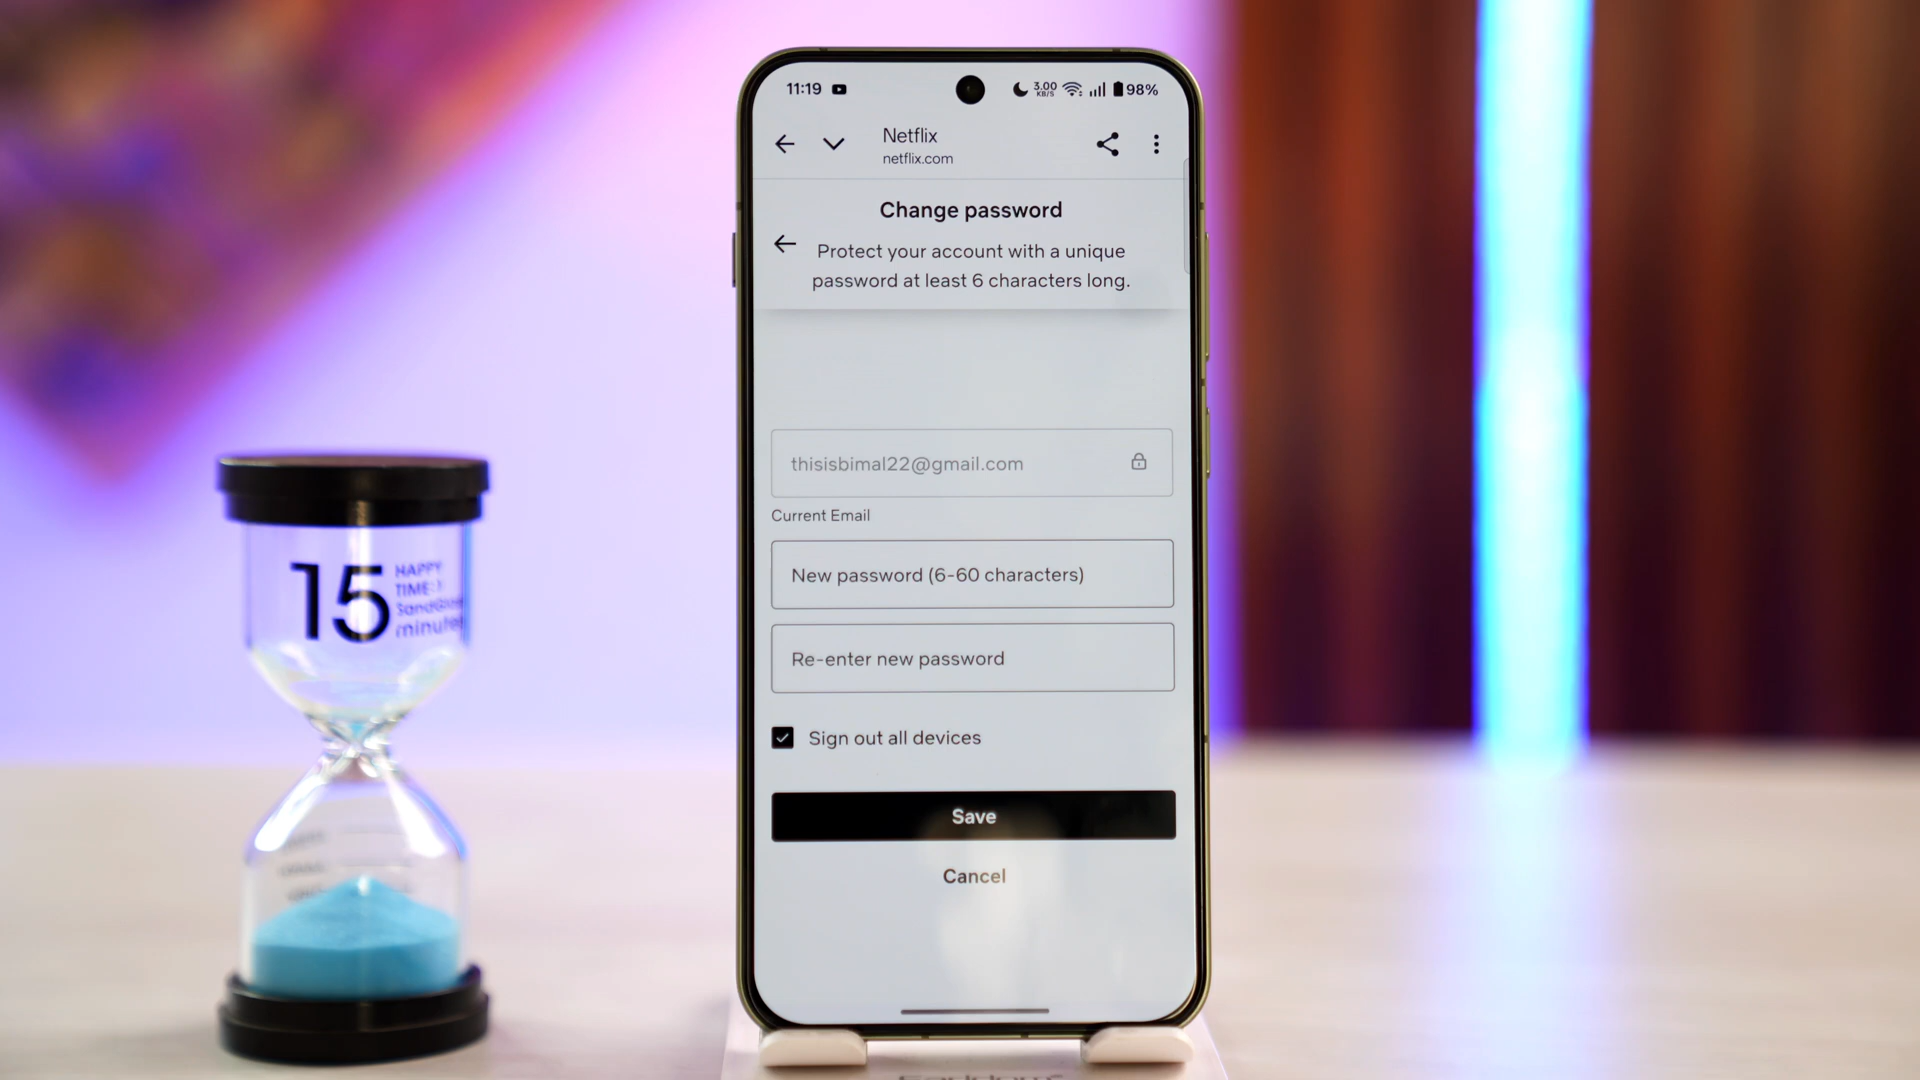 11:19
3.00
KB/S
98%
Netflix
netflix.com
Change password
Protect your account with a unique
password at least 6 characters long.
thisisbimal22@gmail.com
Current Email
New password (6-60 characters)
Re-enter new password
Sign out all devices
Save
Cancel
15
HAPPY
TIME:)
minutes